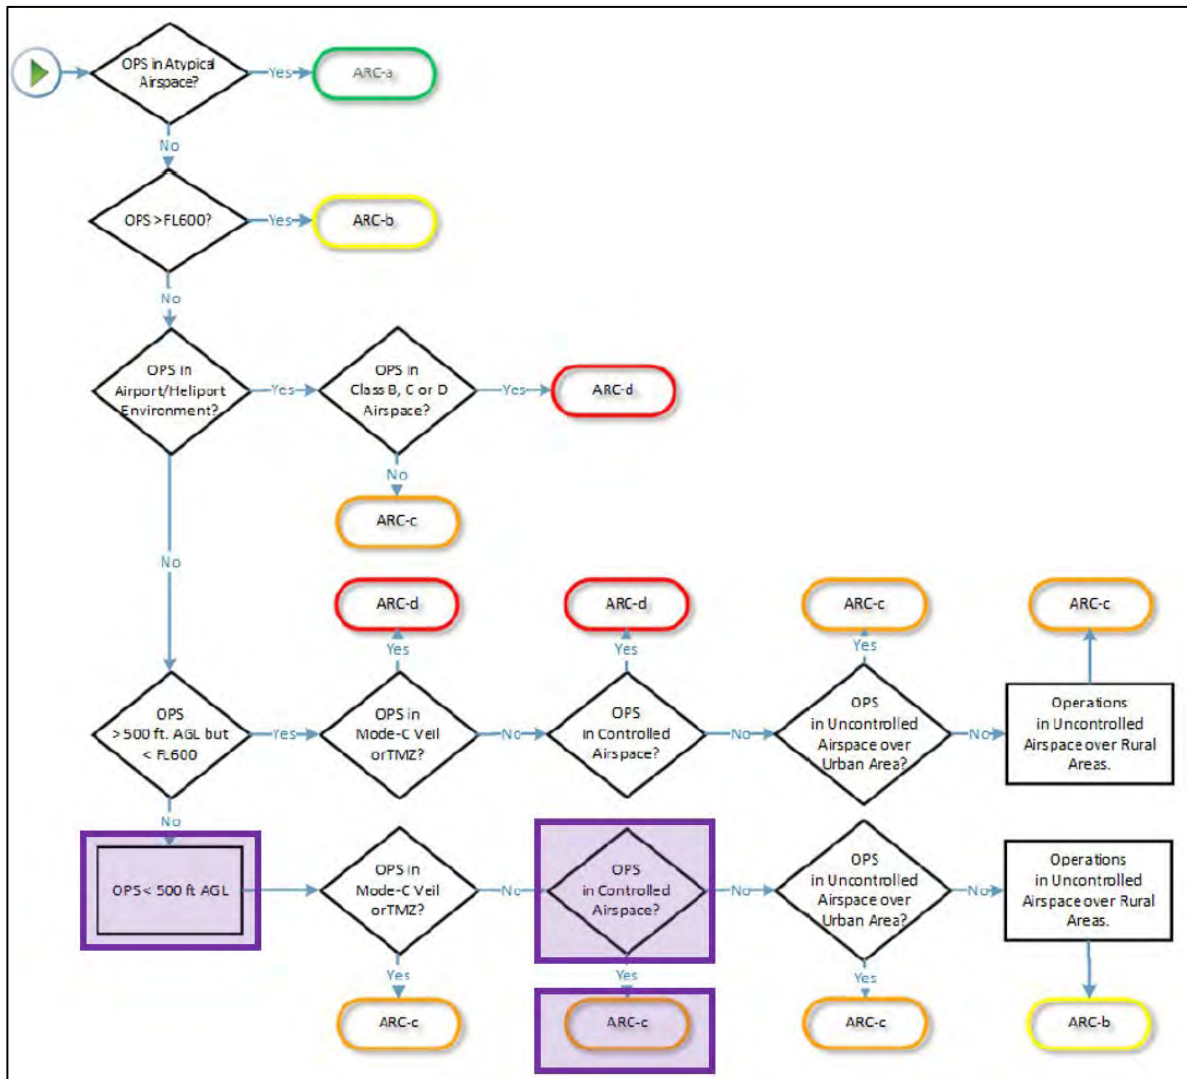 OPS in Atypical
Airspace?
Yes
ARC-a
No
OPS >FL600?
Yes
ARC-b
No
OPS in
Airport/Heliport
Environment?
Yes
OPS in
Class B, C or D
Airspace?
Yes
ARC-d
No
ARC-c
No
ARC-d
ARC-d
ARC-c
ARC-c
Yes
Yes
Yes
OPS
>500 ft. AGL but
< FL600
Yes
OPS in
Mode-C Veil
orTMZ?
No
OPS
in Controlled
Airspace?
No
OPS
in Uncontrolled
Airspace over
Urban Area?
No
Operations
in Uncontrolled
Airspace over Rural
Areas.
No
OPS< 500 ft AGL
OPS in
Mode-C Veil
orTMZ?
No
OPS
in Controlled
Airspace?
No
OPS
in Uncontrolled
Airspace over
Urban Area?
No
Operations
in Uncontrolled
Airspace over Rural
Areas.
Yes
Yes
Yes
ARC-c
ARC-c
ARC-c
ARC-b